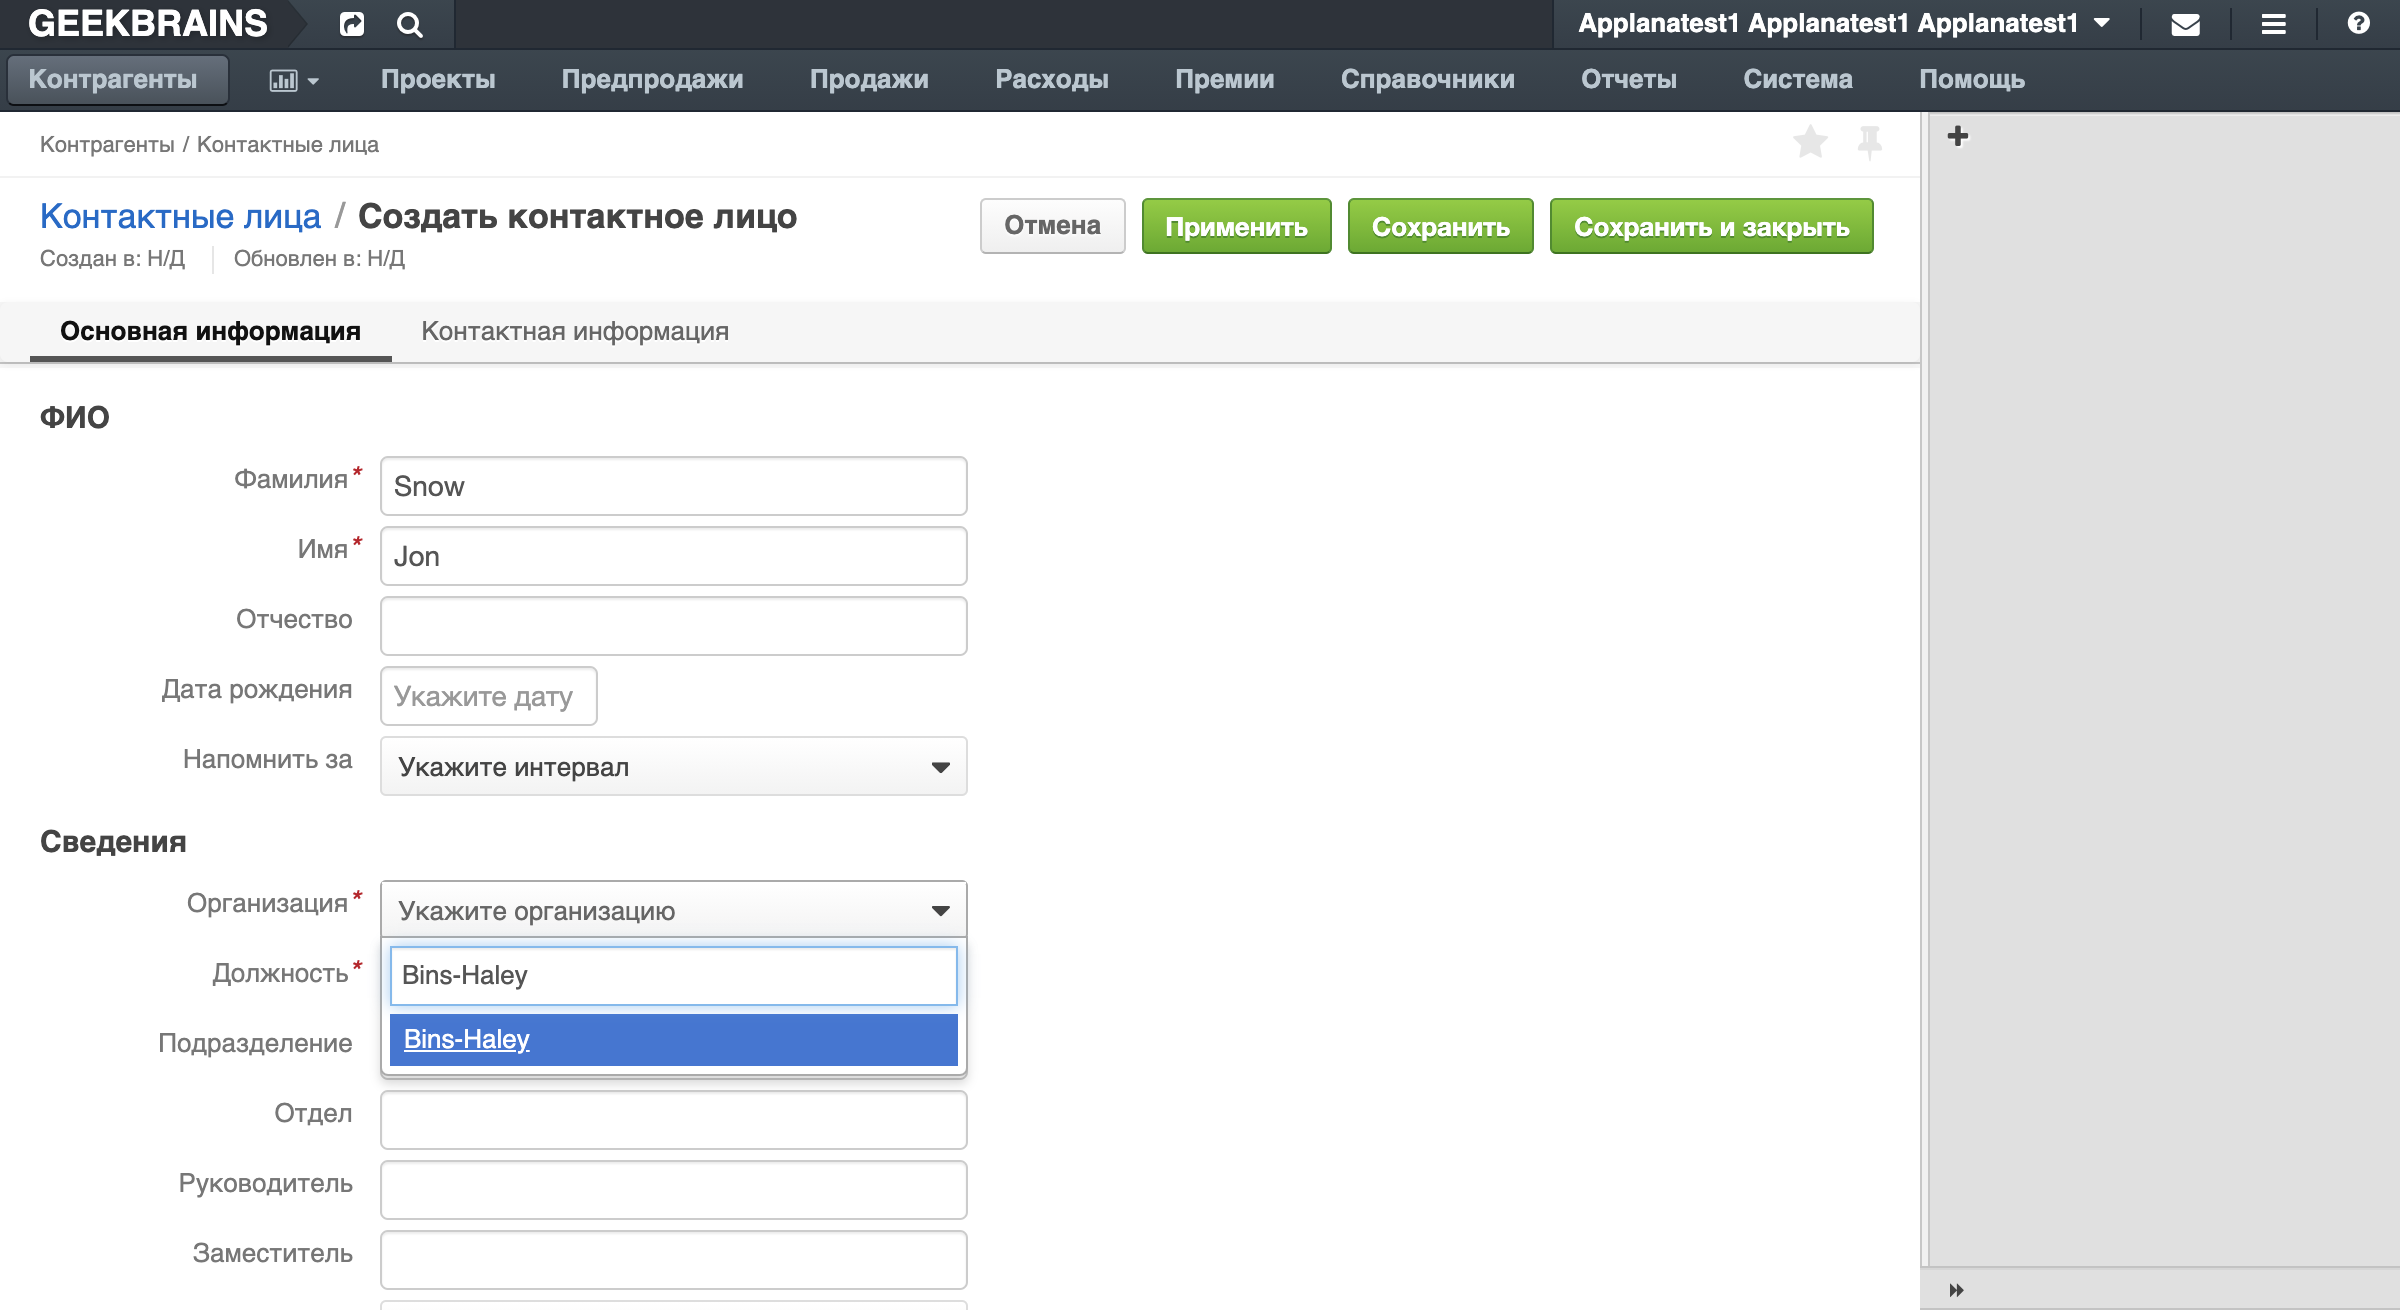 GEEKBRAINS
Applanatest1 Applanatest1 Applanatest1
Контрагенты Проекты Предпродажи Продажи Расходы Премии Справочники Отчеты Система Помощь
Контрагенты / Контактные лица
Контактные лица / Создать контактное лицо
Отмена Применить Сохранить Сохранить и закрыть
Создан в: Н/Д Обновлен в: Н/Д
Основная информация Контактная информация
ФИО
Фамилия* Snow
Имя* Jon
Отчество
Дата рождения Укажите дату
Напомнить за Укажите интервал
Сведения
Организация* Укажите организацию
Должность* Bins-Haley
Подразделение Bins-Haley
Отдел
Руководитель
Заместитель